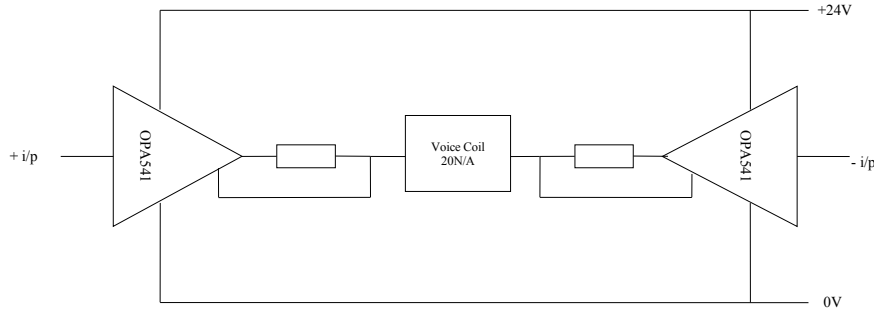 +24V
OPA541
OPA541
+ i/p
Voice Coil
20N/A
- i/p
0V